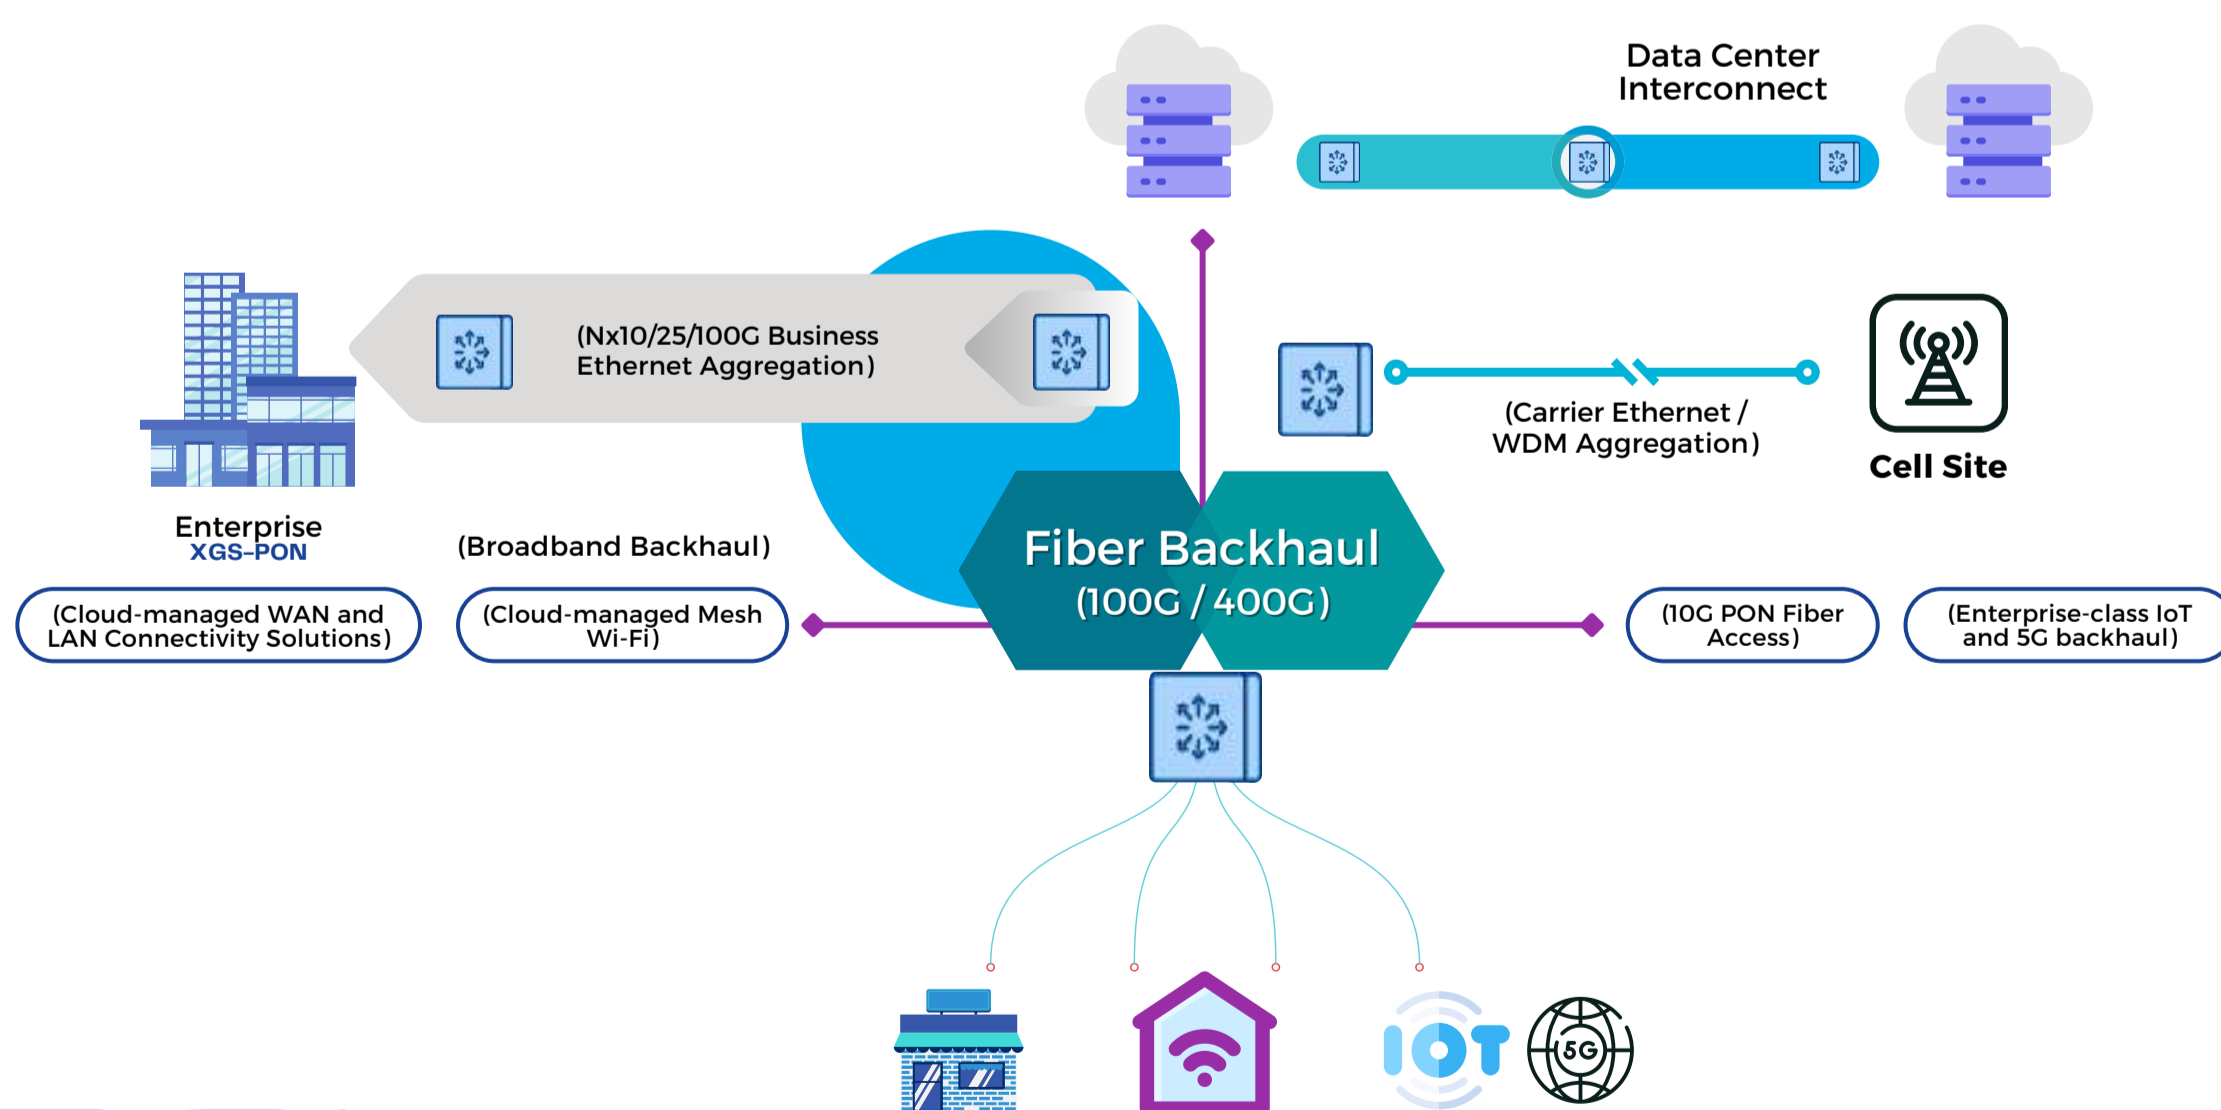 Data Center
Interconnect
(Nx10/25/100G Business
Ethernet Aggregation)
(Carrier Ethernet /
WDM Aggregation)
Cell Site
Enterprise
XGS-PON
(Broadband Backhaul)
Fiber Backhaul
(100G / 400G)
(Cloud-managed WAN and
LAN Connectivity Solutions)
(Cloud-managed Mesh
Wi-Fi)
(10G PON Fiber
Access)
(Enterprise-class IoT
and 5G backhaul)
IOT
5G